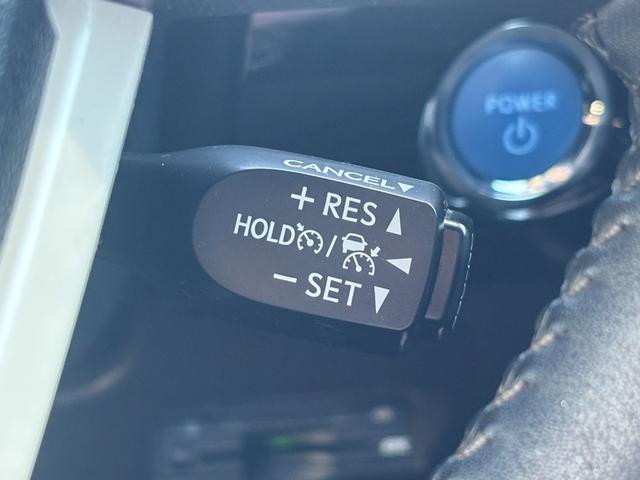 POWER
CANCEL▼
+ RES ▲
HOLD / ◀
− SET ▼